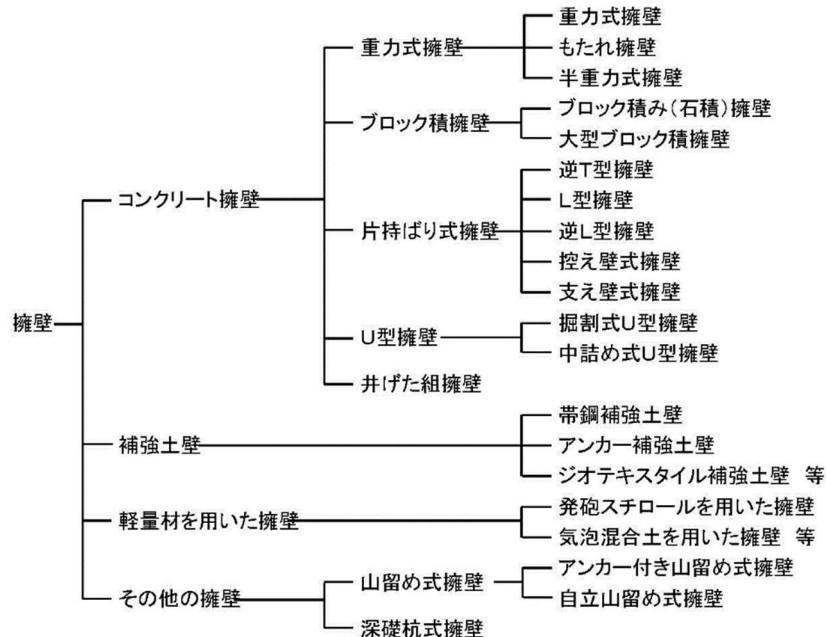 擁壁
コンクリート擁壁
重力式擁壁
重力式擁壁
もたれ擁壁
半重力式擁壁
ブロック積擁壁
ブロック積み(石積)擁壁
大型ブロック積擁壁
片持ばり式擁壁
逆T型擁壁
L型擁壁
逆L型擁壁
控え壁式擁壁
支え壁式擁壁
U型擁壁
掘割式U型擁壁
中詰め式U型擁壁
井げた組擁壁
補強土壁
帯鋼補強土壁
アンカー補強土壁
ジオテキスタイル補強土壁 等
軽量材を用いた擁壁
発砲スチロールを用いた擁壁
気泡混合土を用いた擁壁 等
その他の擁壁
山留め式擁壁
アンカー付き山留め式擁壁
自立山留め式擁壁
深礎杭式擁壁